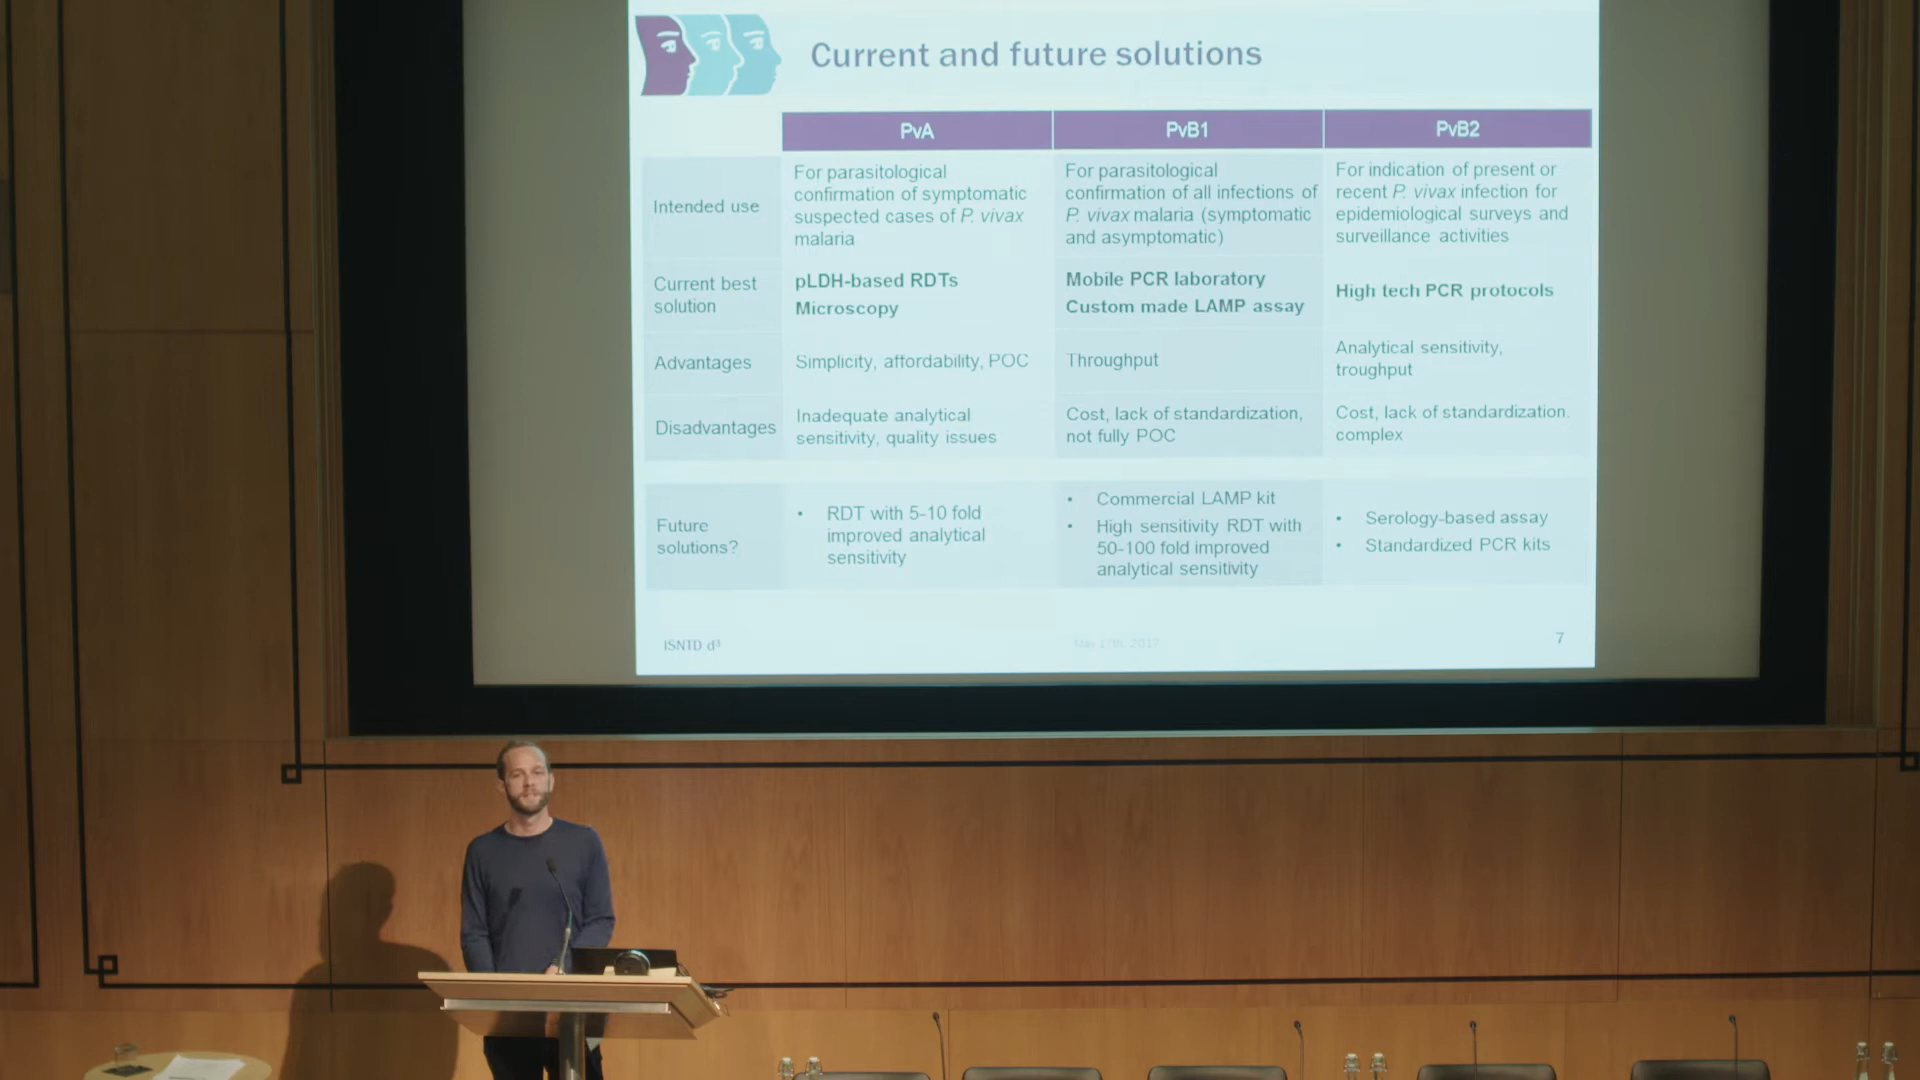 Current and future solutions
PvA
PvB1
PvB2
Intended use
For parasitological
confirmation of symptomatic
suspected cases of P. vivax
malaria
For parasitological
confirmation of all infections of
P. vivax malaria (symptomatic
and asymptomatic)
For indication of present or
recent P. vivax infection for
epidemiological surveys and
surveillance activities
Current best
solution
pLDH-based RDTs
Microscopy
Mobile PCR laboratory
Custom made LAMP assay
High tech PCR protocols
Advantages
Simplicity, affordability, POC
Throughput
Analytical sensitivity,
troughput
Disadvantages
Inadequate analytical
sensitivity, quality issues
Cost, lack of standardization,
not fully POC
Cost, lack of standardization.
complex
Future
solutions?
• RDT with 5-10 fold
improved analytical
sensitivity
• Commercial LAMP kit
• High sensitivity RDT with
50-100 fold improved
analytical sensitivity
• Serology-based assay
• Standardized PCR kits
ISNTD d³
May 17th, 2017
7